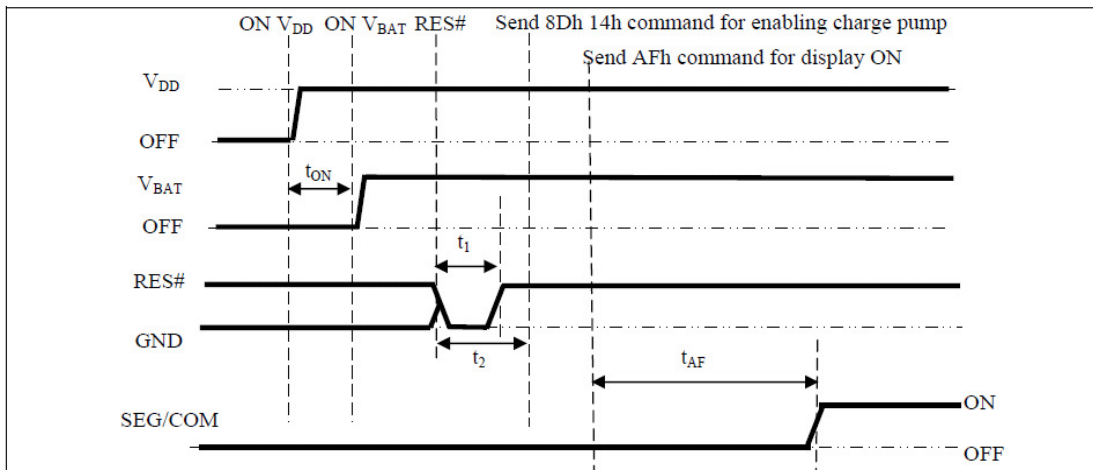 ON VDD ON VBAT RES# Send 8Dh 14h command for enabling charge pump
Send AFh command for display ON
VDD
OFF
tON
VBAT
OFF
t1
RES#
GND
t2
tAF
ON
SEG/COM
OFF